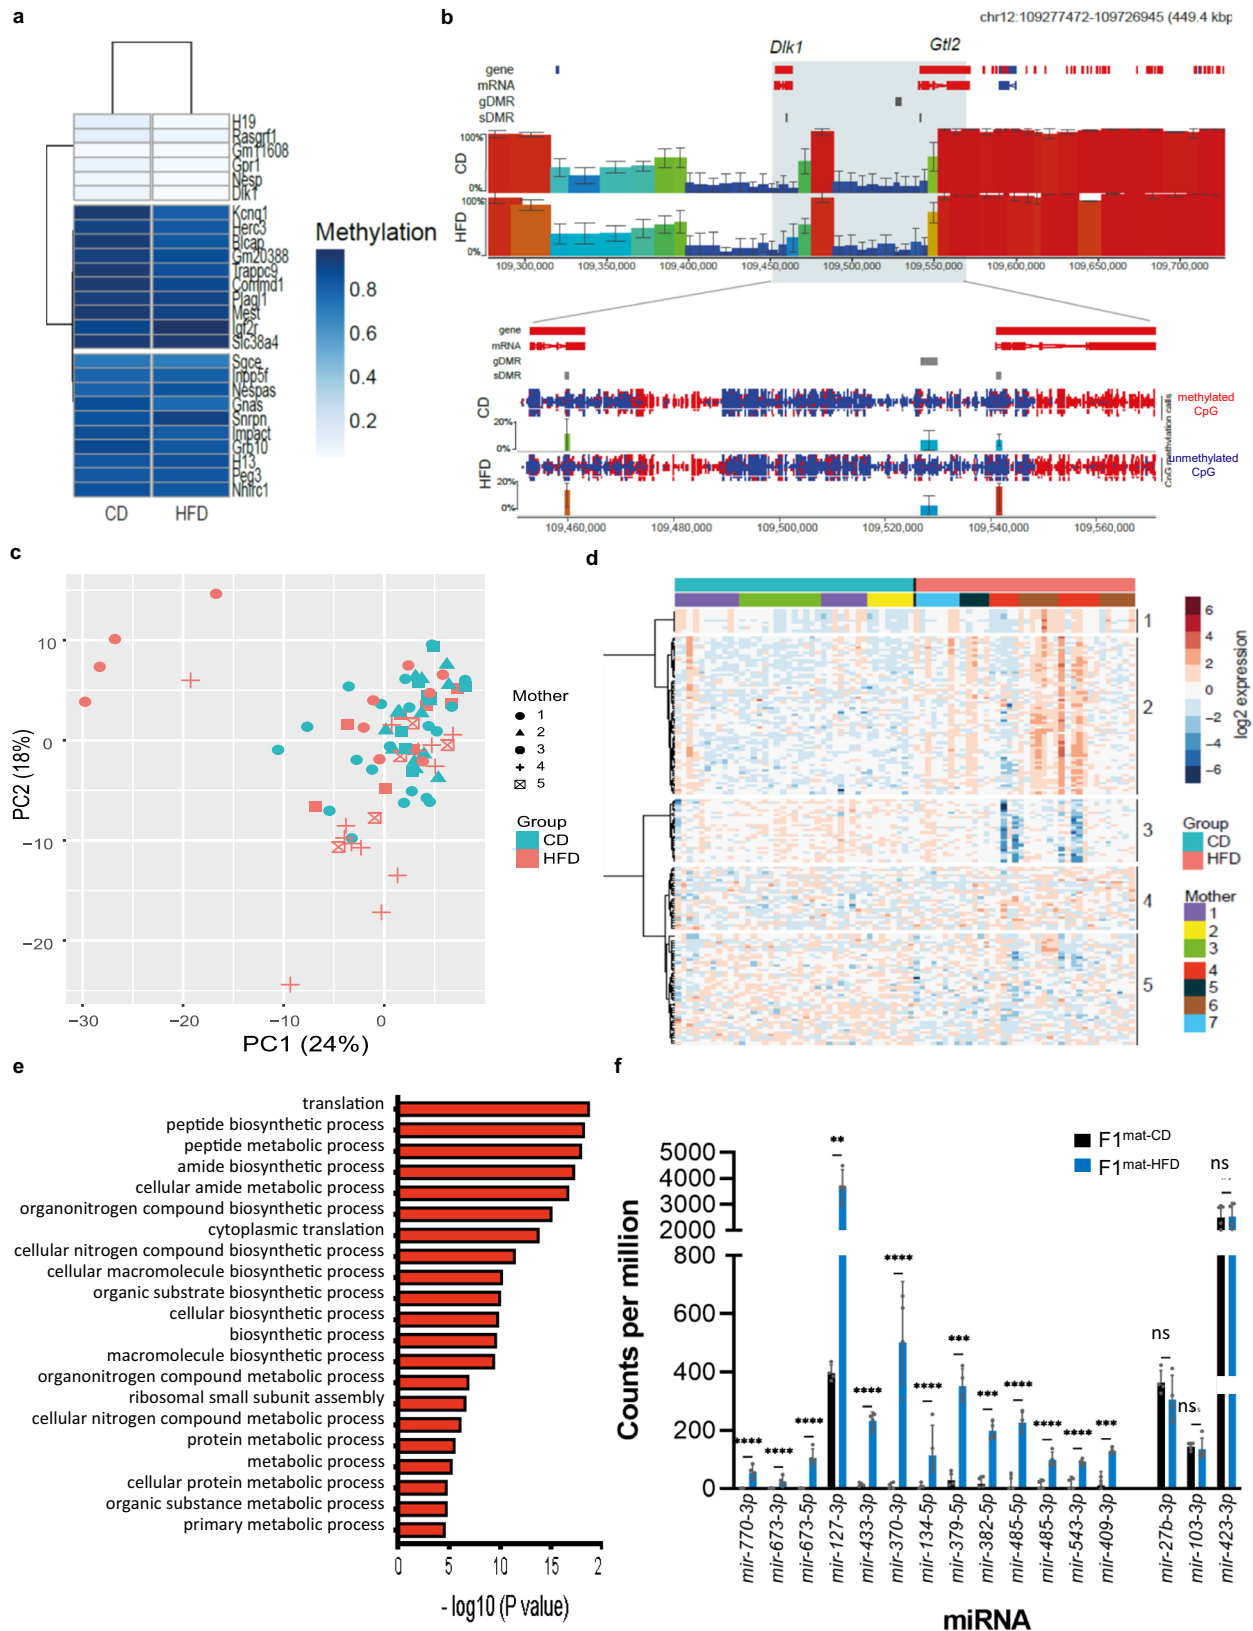 a
H19
Rasgrf1
Gm11608
Gpr1
Nesp
Dlk1
Kcnq1
Herc3
Blcap
Gm20388
Trappc9
Commd1
Plagl1
Mest
Igf2r
Slc38a4
Sgce
Inpp5f
Nespas
Gnas
Snrpn
Impact
Grb10
H13
Peg3
Nhlrc1
CD HFD
Methylation
0.8
0.6
0.4
0.2
b
chr12:109277472-109726945 (449.4 kbp
Dlk1 Gtl2
gene
mRNA
gDMR
sDMR
CD
100%
0%
HFD
100%
0%
109,300,000 109,350,000 109,400,000 109,450,000 109,500,000 109,550,000 109,600,000 109,650,000 109,700,000
gene
mRNA
gDMR
sDMR
CD
20%
0%
HFD
20%
0%
CpG methylation calls
methylated
CpG
unmethylated
CpG
109,460,000 109,480,000 109,500,000 109,520,000 109,540,000 109,560,000
c
PC2 (18%)
10
0
−10
−20
−30 −20 −10 0
PC1 (24%)
Mother
1
2
3
4
5
Group
CD
HFD
d
1
2
3
4
5
log2 expression
6
4
2
0
−2
−4
−6
Group
CD
HFD
Mother
1
2
3
4
5
6
7
e
translation
peptide biosynthetic process
peptide metabolic process
amide biosynthetic process
cellular amide metabolic process
organonitrogen compound biosynthetic process
cytoplasmic translation
cellular nitrogen compound biosynthetic process
cellular macromolecule biosynthetic process
organic substrate biosynthetic process
cellular biosynthetic process
biosynthetic process
macromolecule biosynthetic process
organonitrogen compound metabolic process
ribosomal small subunit assembly
cellular nitrogen compound metabolic process
protein metabolic process
metabolic process
cellular protein metabolic process
organic substance metabolic process
primary metabolic process
0 5 10 15 2
- log10 (P value)
f
F1mat-CD
F1mat-HFD
Counts per million
5000
4000
3000
2000
800
600
400
200
0
**** **** **** ** **** **** **** *** *** **** **** **** *** ns ns ns
mir-770-3p
mir-673-3p
mir-673-5p
mir-127-3p
mir-433-3p
mir-370-3p
mir-134-5p
mir-379-5p
mir-382-5p
mir-485-5p
mir-485-3p
mir-543-3p
mir-409-3p
mir-27b-3p
mir-103-3p
mir-423-3p
miRNA